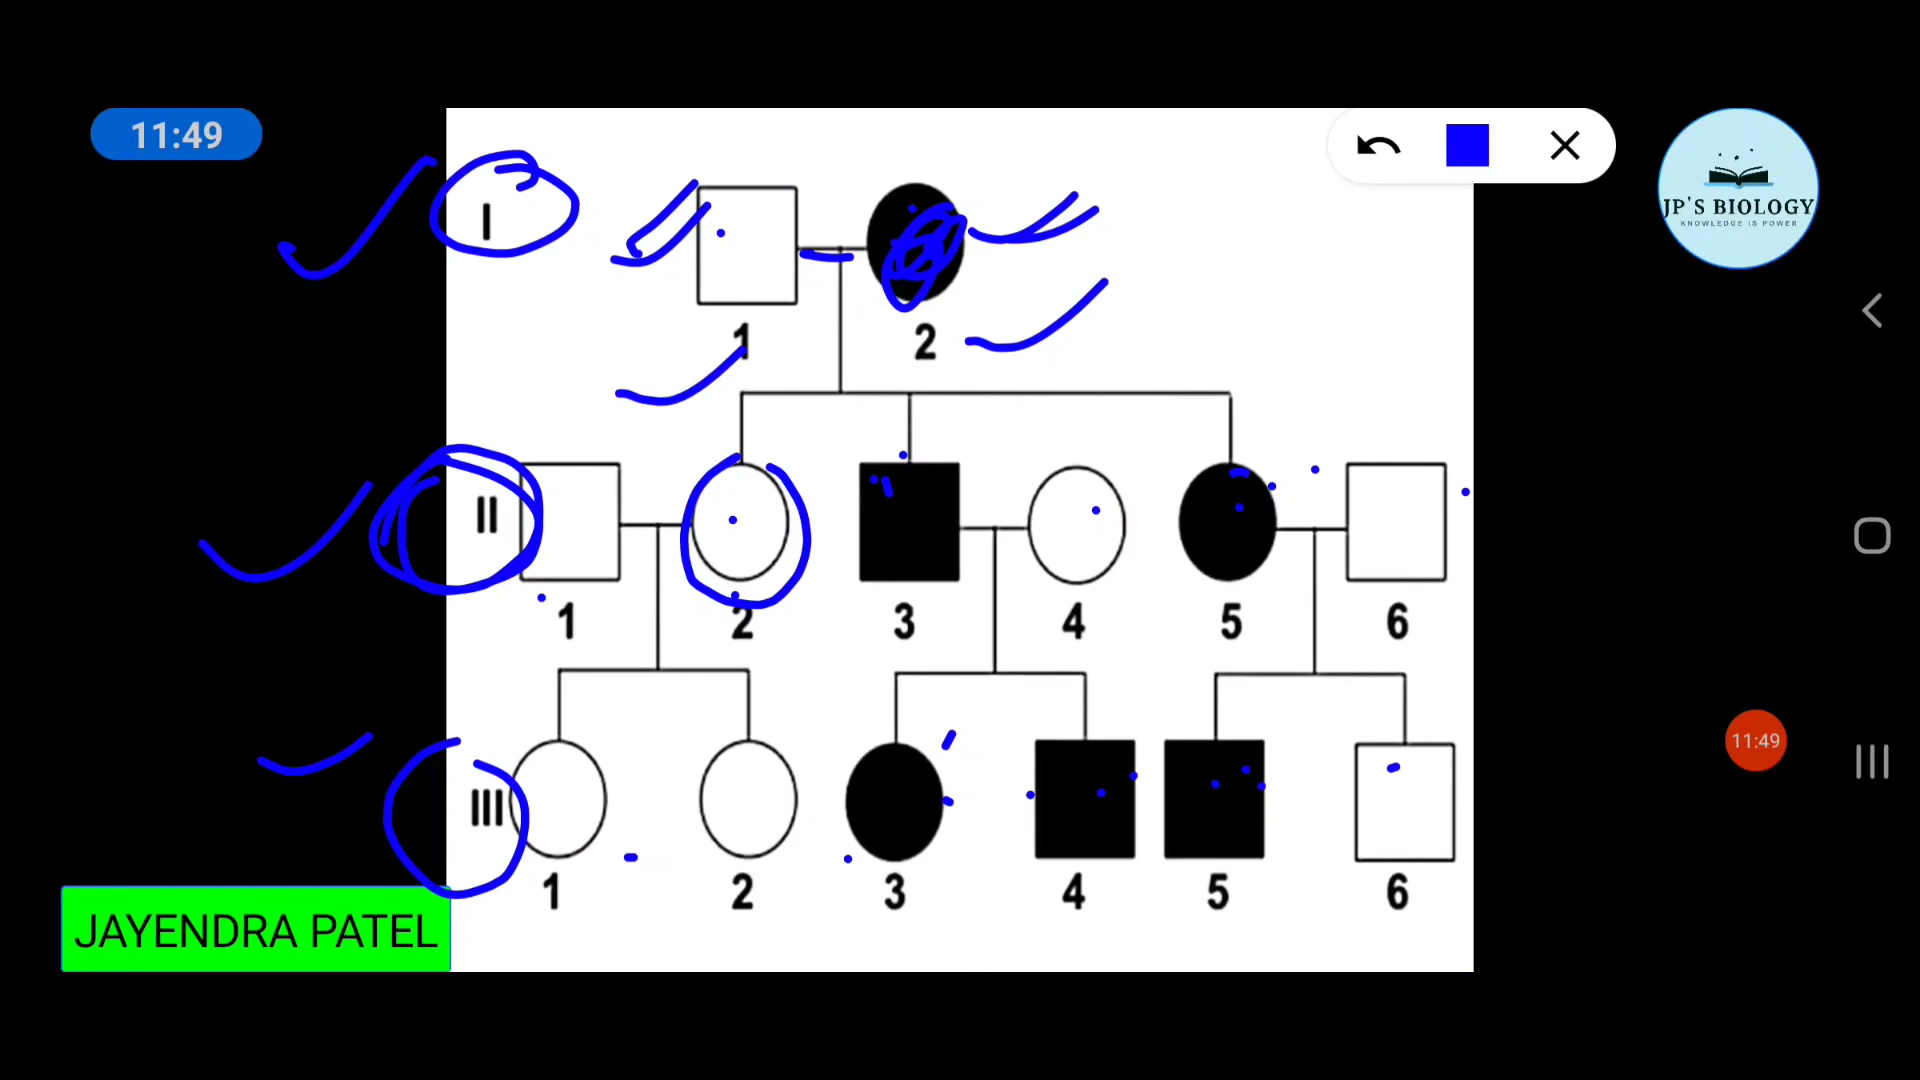 11:49
JP'S BIOLOGY
KNOWLEDGE IS POWER
I
1 2
II
1 2 3 4 5 6
11:49
III
1 2 3 4 5 6
JAYENDRA PATEL